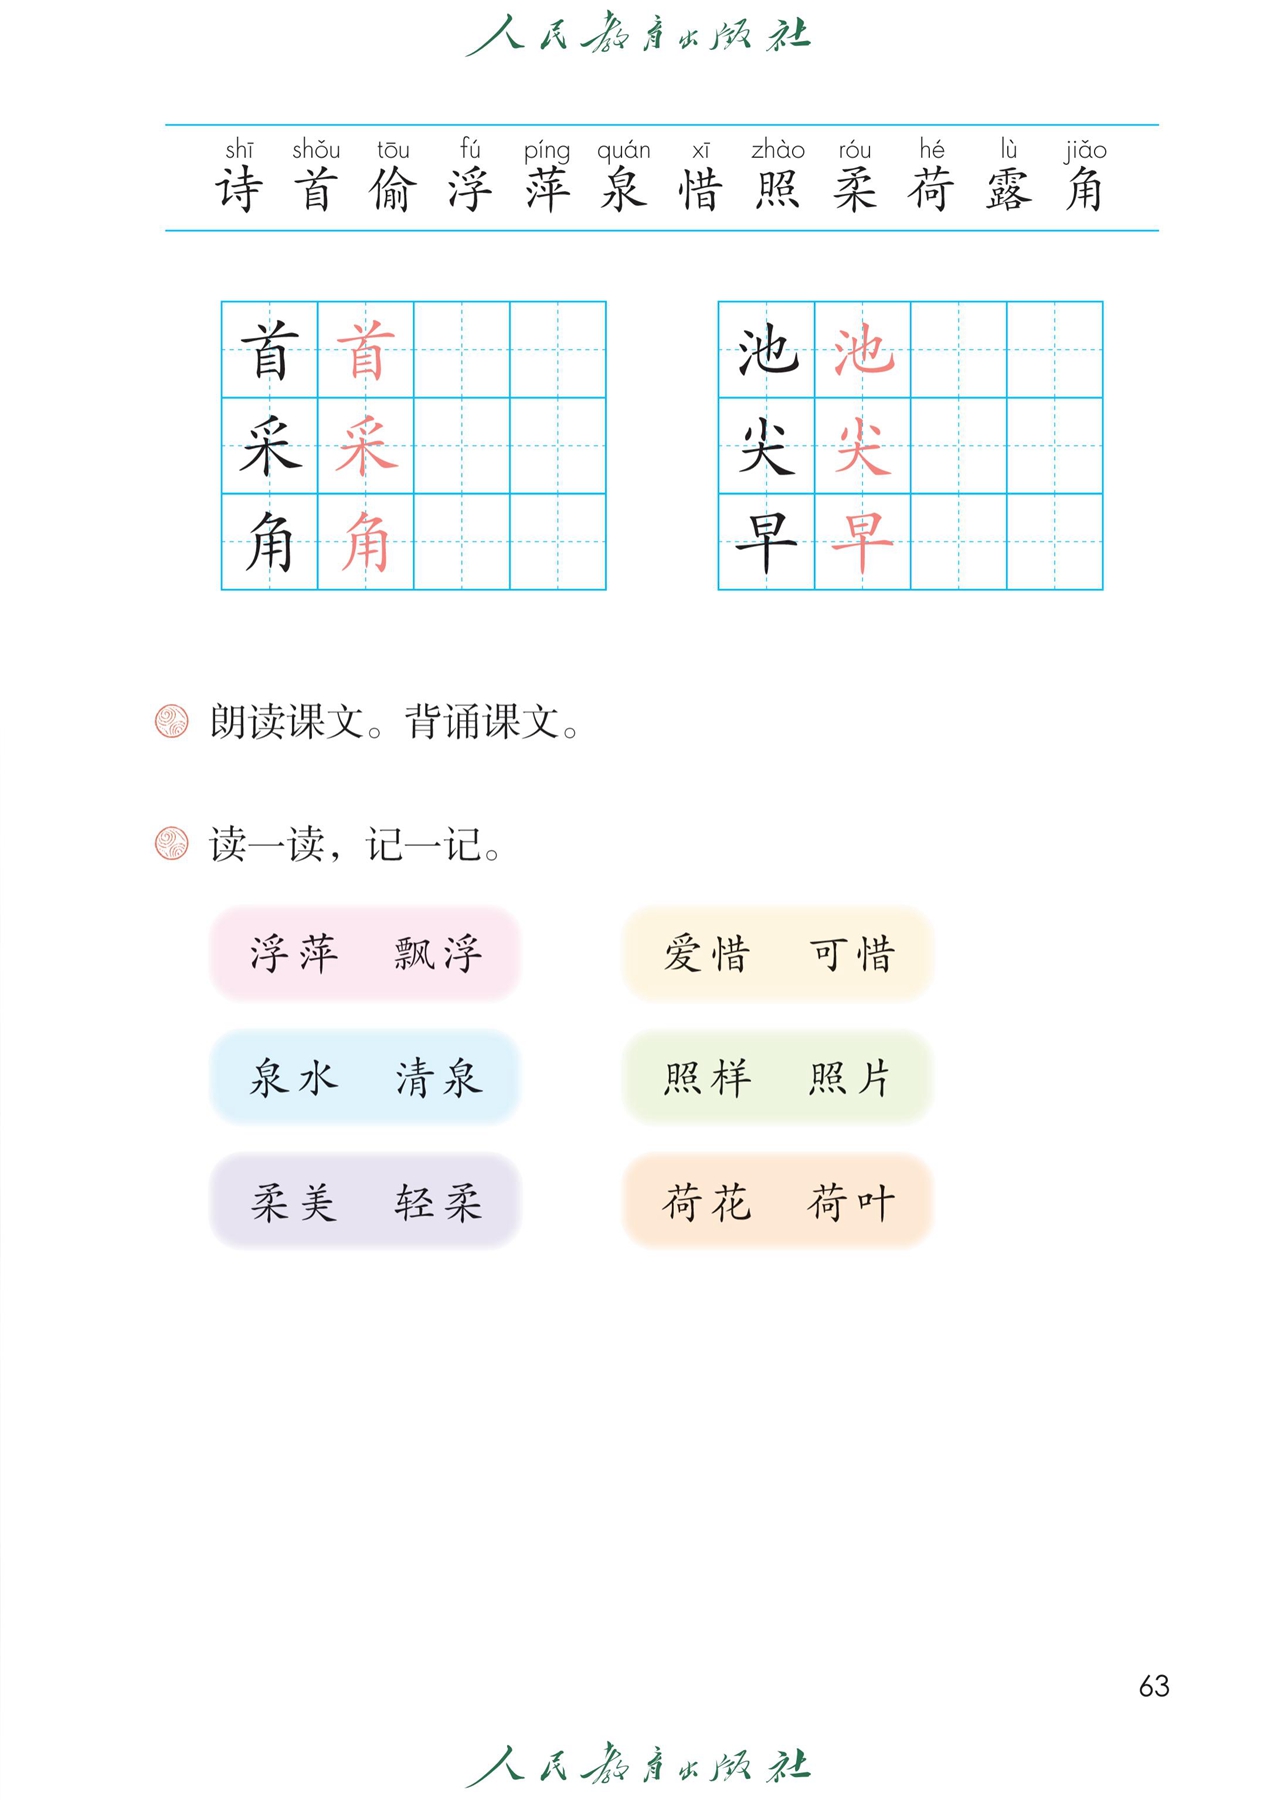 人民教育出版社
shī shǒu tōu fú píng quán xī zhào róu hé lù jiǎo
诗 首 偷 浮 萍 泉 惜 照 柔 荷 露 角
首 首 池 池
采 采 尖 尖
角 角 早 早
朗读课文。背诵课文。
读一读，记一记。
浮萍 飘浮 爱惜 可惜
泉水 清泉 照样 照片
柔美 轻柔 荷花 荷叶
63
人民教育出版社